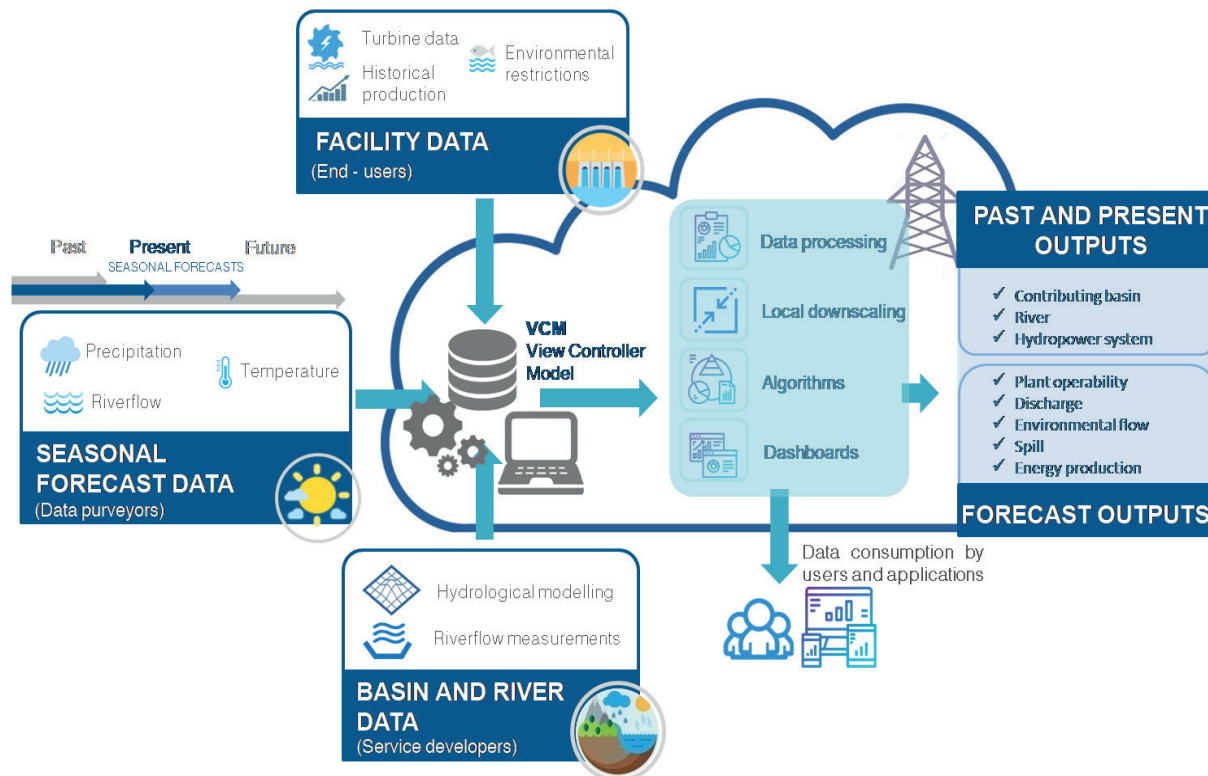 Turbine data
Historical
production
Environmental
restrictions
FACILITY DATA
(End - users)
Past Present Future
SEASONAL FORECASTS
Precipitation
Riverflow
Temperature
SEASONAL
FORECAST DATA
(Data purveyors)
VCM
View Controller
Model
Data processing
Local downscaling
Algorithms
Dashboards
PAST AND PRESENT
OUTPUTS
✓ Contributing basin
✓ River
✓ Hydropower system
✓ Plant operability
✓ Discharge
✓ Environmental flow
✓ Spill
✓ Energy production
FORECAST OUTPUTS
Data consumption by
users and applications
Hydrological modelling
Riverflow measurements
BASIN AND RIVER
DATA
(Service developers)